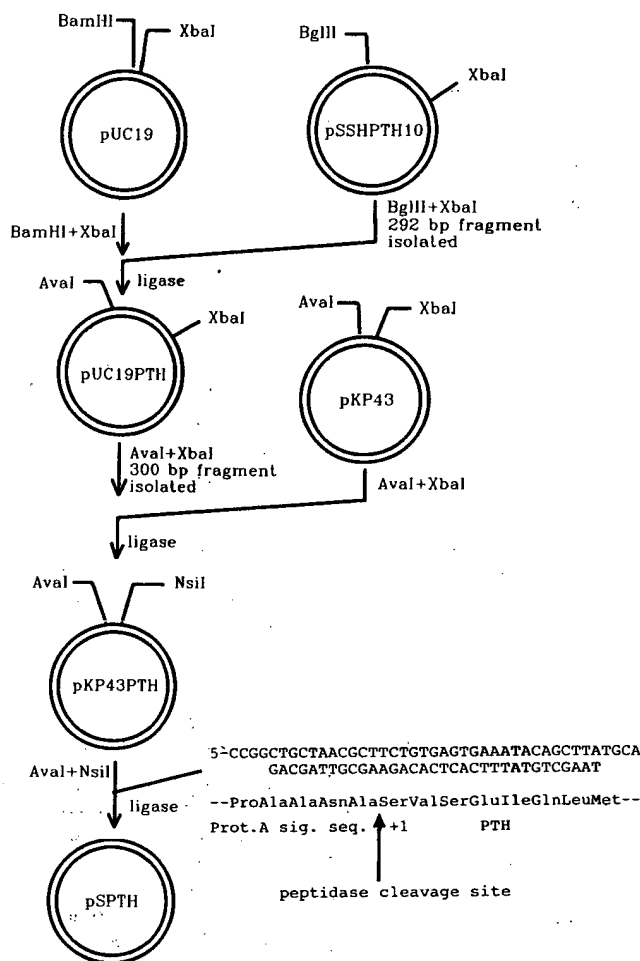 BamHI
XbaI
BglII
XbaI
pUC19
pSSHPTH10
BamHI+XbaI
BglII+XbaI
292 bp fragment
isolated
ligase
AvaI
XbaI
AvaI
XbaI
pUC19PTH
pKP43
AvaI+XbaI
300 bp fragment
isolated
AvaI+XbaI
ligase
AvaI
NsiI
pKP43PTH
AvaI+NsiI
ligase
5-CCGGCTGCTAACGCTTCTGTGAGTGAAATACAGCTTATGCA
GACGATTGCGAAGACACTCACTTTATGTCGAAT
--ProAlaAlaAsnAlaSerValSerGluIleGlnLeuMet--
Prot.A sig. seq. +1 PTH
peptidase cleavage site
pSPTH